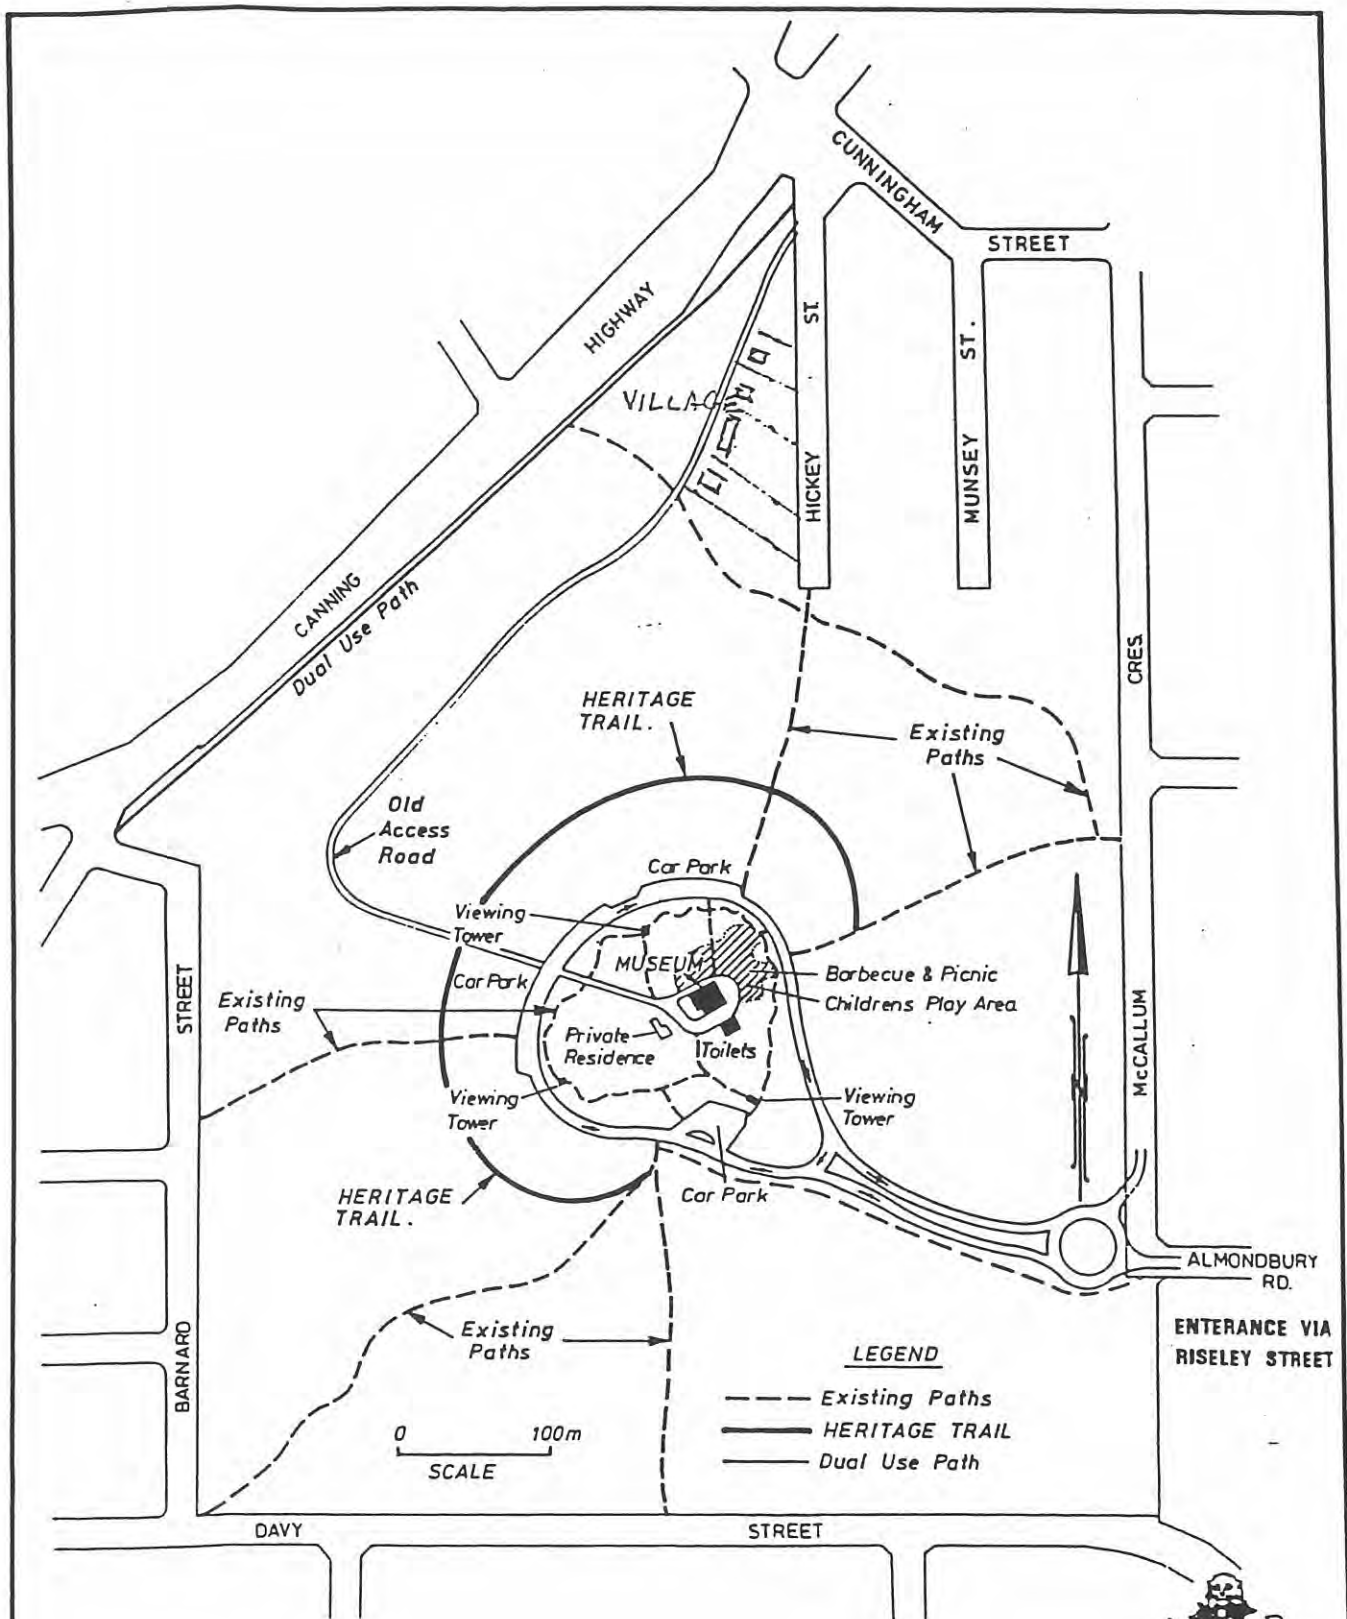 CUNNINGHAM
STREET
HIGHWAY
ST.
ST.
VILLAG
HICKEY
MUNSEY
CANNING
Dual Use Path
CRES.
HERITAGE
TRAIL.
Existing
Paths
Old
Access
Road
Car Park
Viewing
Tower
MUSEUM
Barbecue & Picnic
Childrens Play Area
Car Park
STREET
Existing
Paths
Private
Residence
Toilets
McCALLUM
N
Viewing
Tower
Viewing
Tower
HERITAGE
TRAIL.
Car Park
ALMONDBURY
RD.
BARNARD
Existing
Paths
ENTERANCE VIA
RISELEY STREET
LEGEND
Existing Paths
HERITAGE TRAIL
Dual Use Path
0 100m
SCALE
DAVY STREET